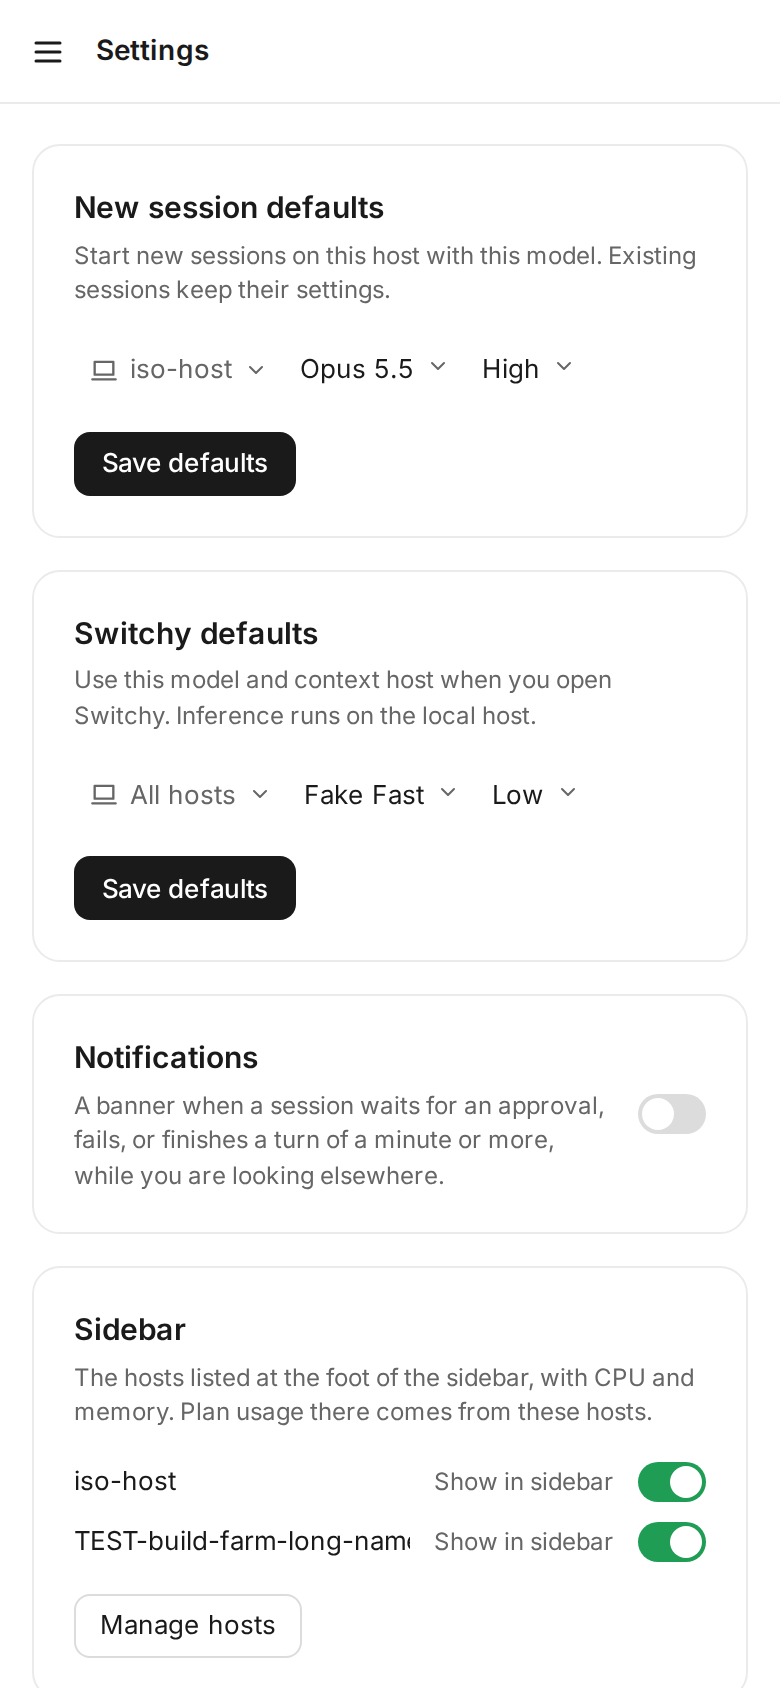 Settings
New session defaults
Start new sessions on this host with this model. Existing
sessions keep their settings.
iso-host Opus 5.5 High
Save defaults
Switchy defaults
Use this model and context host when you open
Switchy. Inference runs on the local host.
All hosts Fake Fast Low
Save defaults
Notifications
A banner when a session waits for an approval,
fails, or finishes a turn of a minute or more,
while you are looking elsewhere.
Sidebar
The hosts listed at the foot of the sidebar, with CPU and
memory. Plan usage there comes from these hosts.
iso-host Show in sidebar
TEST-build-farm-long-name Show in sidebar
Manage hosts